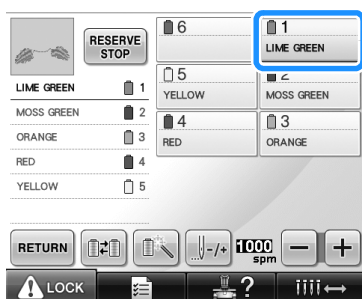 RESERVE
STOP
LIME GREEN 1
MOSS GREEN 2
ORANGE 3
RED 4
YELLOW 5
6
1
LIME GREEN
5
YELLOW
2
MOSS GREEN
4
RED
3
ORANGE
RETURN
-/+
1000
spm
− +
LOCK
?